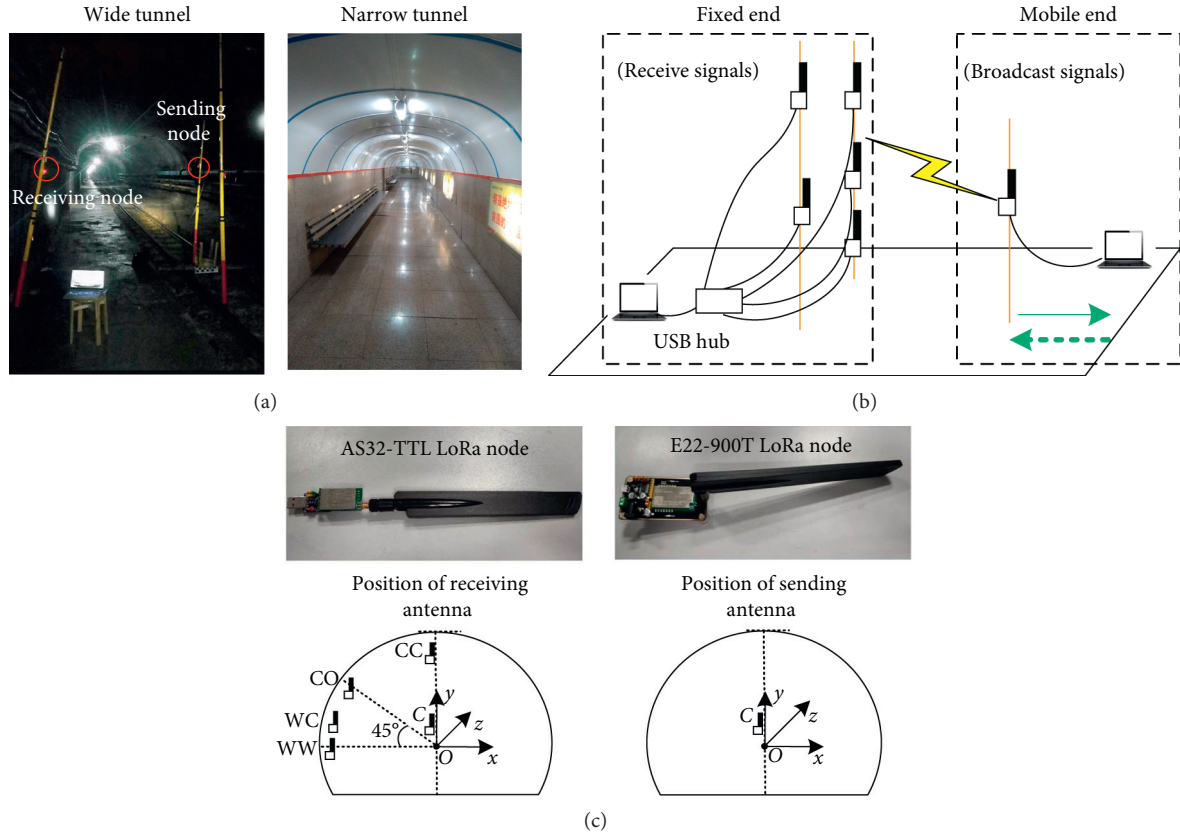 Wide tunnel
Narrow tunnel
Sending
node
Receiving node
(a)
Fixed end
Mobile end
(Receive signals)
(Broadcast signals)
USB hub
(b)
AS32-TTL LoRa node
E22-900T LoRa node
Position of receiving
antenna
CC
CO
WC
WW
45°
C
y
z
x
O
Position of sending
antenna
C
y
z
x
O
(c)